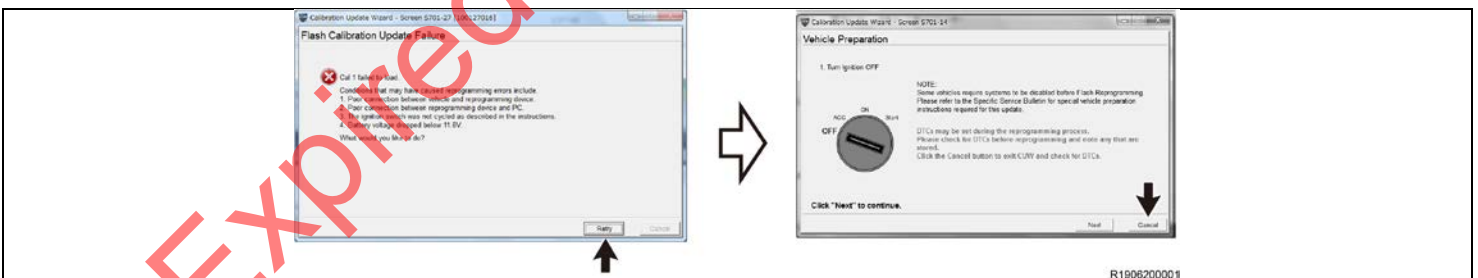 Calibration Update Wizard - Screen S701-27 [100127016]
Flash Calibration Update Failure
Cal 1 failed to load.
Conditions that may have caused reprogramming errors include.
1. Poor connection between vehicle and reprogramming device.
2. Poor connection between reprogramming device and PC.
3. The ignition switch was not cycled as described in the instructions.
4. Battery voltage dropped below 11.8V.
What would you like to do?
Retry
Cancel
Calibration Update Wizard - Screen S701-14
Vehicle Preparation
1. Turn Ignition OFF
NOTE:
Some vehicles require systems to be disabled before Flash Reprogramming
Please refer to the Specific Service Bulletin for special vehicle preparation
instructions required for this update.
DTCs may be set during the reprogramming process.
Please check for DTCs before reprogramming and note any that are
stored.
Click the Cancel button to exit CUW and check for DTCs.
ON
ACC
Start
OFF
Click "Next" to continue.
Next
Cancel
R1906200001
Expired